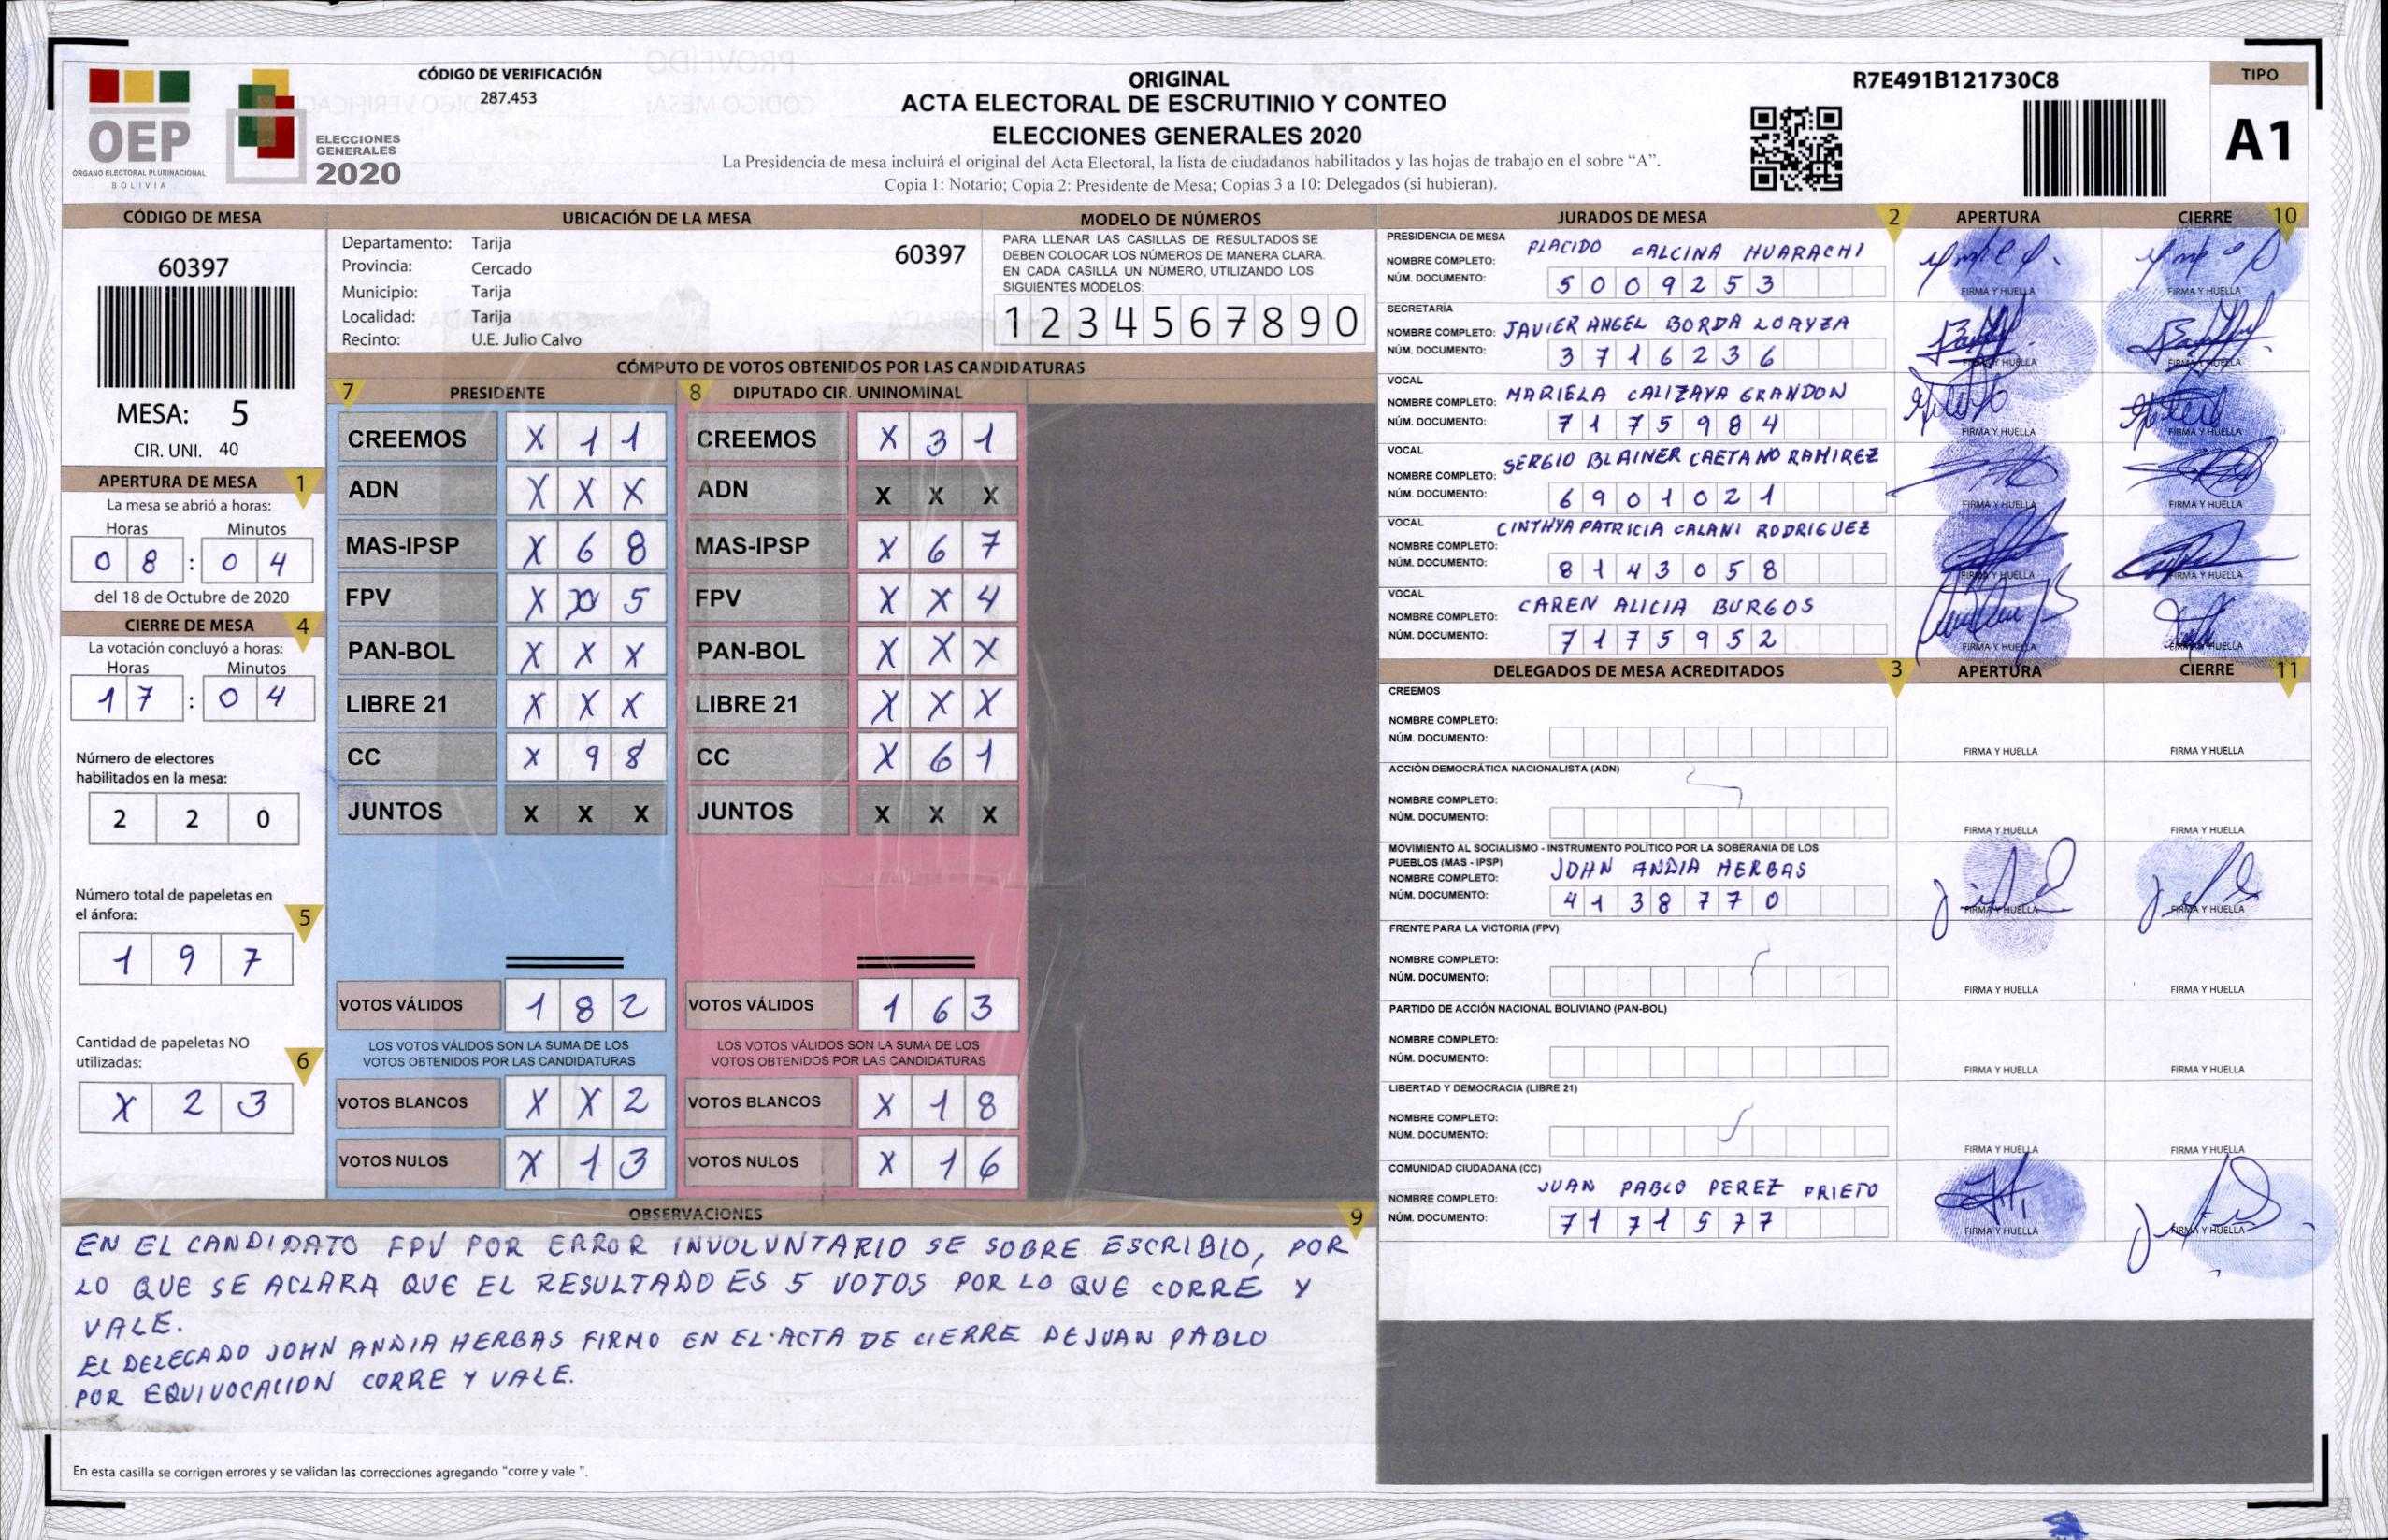 OEP
ÓRGANO ELECTORAL PLURINACIONAL
BOLIVIA
ELECCIONES
GENERALES
2020
CÓDIGO DE VERIFICACIÓN
287.453
ORIGINAL
ACTA ELECTORAL DE ESCRUTINIO Y CONTEO
ELECCIONES GENERALES 2020
La Presidencia de mesa incluirá el original del Acta Electoral, la lista de ciudadanos habilitados y las hojas de trabajo en el sobre “A”.
Copia 1: Notario; Copia 2: Presidente de Mesa; Copias 3 a 10: Delegados (si hubieran).
R7E491B121730C8
TIPO
A1
CÓDIGO DE MESA
60397
MESA: 5
CIR. UNI. 40
APERTURA DE MESA 1
La mesa se abrió a horas:
Horas Minutos
0 8 : 0 4
del 18 de Octubre de 2020
CIERRE DE MESA 4
La votación concluyó a horas:
Horas Minutos
1 7 : 0 4
Número de electores
habilitados en la mesa:
2 2 0
Número total de papeletas en
el ánfora: 5
1 9 7
Cantidad de papeletas NO
utilizadas: 6
X 2 3
UBICACIÓN DE LA MESA
Departamento: Tarija 60397
Provincia: Cercado
Municipio: Tarija
Localidad: Tarija
Recinto: U.E. Julio Calvo
MODELO DE NÚMEROS
PARA LLENAR LAS CASILLAS DE RESULTADOS SE
DEBEN COLOCAR LOS NÚMEROS DE MANERA CLARA.
EN CADA CASILLA UN NÚMERO, UTILIZANDO LOS
SIGUIENTES MODELOS:
1 2 3 4 5 6 7 8 9 0
CÓMPUTO DE VOTOS OBTENIDOS POR LAS CANDIDATURAS
7 PRESIDENTE 8 DIPUTADO CIR. UNINOMINAL
CREEMOS X 1 1 CREEMOS X 3 1
ADN X X X ADN X X X
MAS-IPSP X 6 8 MAS-IPSP X 6 7
FPV X X 5 FPV X X 4
PAN-BOL X X X PAN-BOL X X X
LIBRE 21 X X X LIBRE 21 X X X
CC X 9 8 CC X 6 1
JUNTOS X X X JUNTOS X X X
VOTOS VÁLIDOS 1 8 2 VOTOS VÁLIDOS 1 6 3
LOS VOTOS VÁLIDOS SON LA SUMA DE LOS LOS VOTOS VÁLIDOS SON LA SUMA DE LOS
VOTOS OBTENIDOS POR LAS CANDIDATURAS VOTOS OBTENIDOS POR LAS CANDIDATURAS
VOTOS BLANCOS X X 2 VOTOS BLANCOS X 1 8
VOTOS NULOS X 1 3 VOTOS NULOS X 1 6
OBSERVACIONES 9
EN EL CANDIDATO FPV POR ERROR INVOLUNTARIO SE SOBRE ESCRIBIO, POR
LO QUE SE ACLARA QUE EL RESULTADO ES 5 VOTOS POR LO QUE CORRE Y
VALE.
EL DELEGADO JOHN ANDIA HERBAS FIRMO EN EL ACTA DE CIERRE DE JUAN PABLO
POR EQUIVOCACION CORRE Y VALE.
En esta casilla se corrigen errores y se validan las correcciones agregando “corre y vale ”.
JURADOS DE MESA 2 APERTURA CIERRE 10
PRESIDENCIA DE MESA
NOMBRE COMPLETO: PLACIDO CALCINA HUARACHI
NÚM. DOCUMENTO: 5 0 0 9 2 5 3
FIRMA Y HUELLA FIRMA Y HUELLA
SECRETARÍA
NOMBRE COMPLETO: JAVIER ANGEL BORDA LOAYZA
NÚM. DOCUMENTO: 3 7 1 6 2 3 6
FIRMA Y HUELLA FIRMA Y HUELLA
VOCAL
NOMBRE COMPLETO: MARIELA CALIZAYA GRANDON
NÚM. DOCUMENTO: 7 1 7 5 9 8 4
FIRMA Y HUELLA FIRMA Y HUELLA
VOCAL
NOMBRE COMPLETO: SERGIO BLAINER CAETANO RAMIREZ
NÚM. DOCUMENTO: 6 9 0 1 0 2 1
FIRMA Y HUELLA FIRMA Y HUELLA
VOCAL
NOMBRE COMPLETO: CINTHYA PATRICIA CALANI RODRIGUEZ
NÚM. DOCUMENTO: 8 1 4 3 0 5 8
FIRMA Y HUELLA FIRMA Y HUELLA
VOCAL
NOMBRE COMPLETO: CAREN ALICIA BURGOS
NÚM. DOCUMENTO: 7 1 7 5 9 5 2
FIRMA Y HUELLA FIRMA Y HUELLA
DELEGADOS DE MESA ACREDITADOS 3 APERTURA CIERRE 11
CREEMOS
NOMBRE COMPLETO:
NÚM. DOCUMENTO:
FIRMA Y HUELLA FIRMA Y HUELLA
ACCIÓN DEMOCRÁTICA NACIONALISTA (ADN)
NOMBRE COMPLETO:
NÚM. DOCUMENTO:
FIRMA Y HUELLA FIRMA Y HUELLA
MOVIMIENTO AL SOCIALISMO - INSTRUMENTO POLÍTICO POR LA SOBERANIA DE LOS
PUEBLOS (MAS - IPSP)
NOMBRE COMPLETO: JOHN ANDIA HERBAS
NÚM. DOCUMENTO: 4 1 3 8 7 7 0
FIRMA Y HUELLA FIRMA Y HUELLA
FRENTE PARA LA VICTORIA (FPV)
NOMBRE COMPLETO:
NÚM. DOCUMENTO:
FIRMA Y HUELLA FIRMA Y HUELLA
PARTIDO DE ACCIÓN NACIONAL BOLIVIANO (PAN-BOL)
NOMBRE COMPLETO:
NÚM. DOCUMENTO:
FIRMA Y HUELLA FIRMA Y HUELLA
LIBERTAD Y DEMOCRACIA (LIBRE 21)
NOMBRE COMPLETO:
NÚM. DOCUMENTO:
FIRMA Y HUELLA FIRMA Y HUELLA
COMUNIDAD CIUDADANA (CC)
NOMBRE COMPLETO: JUAN PABLO PEREZ PRIETO
NÚM. DOCUMENTO: 7 1 7 1 5 7 7
FIRMA Y HUELLA FIRMA Y HUELLA